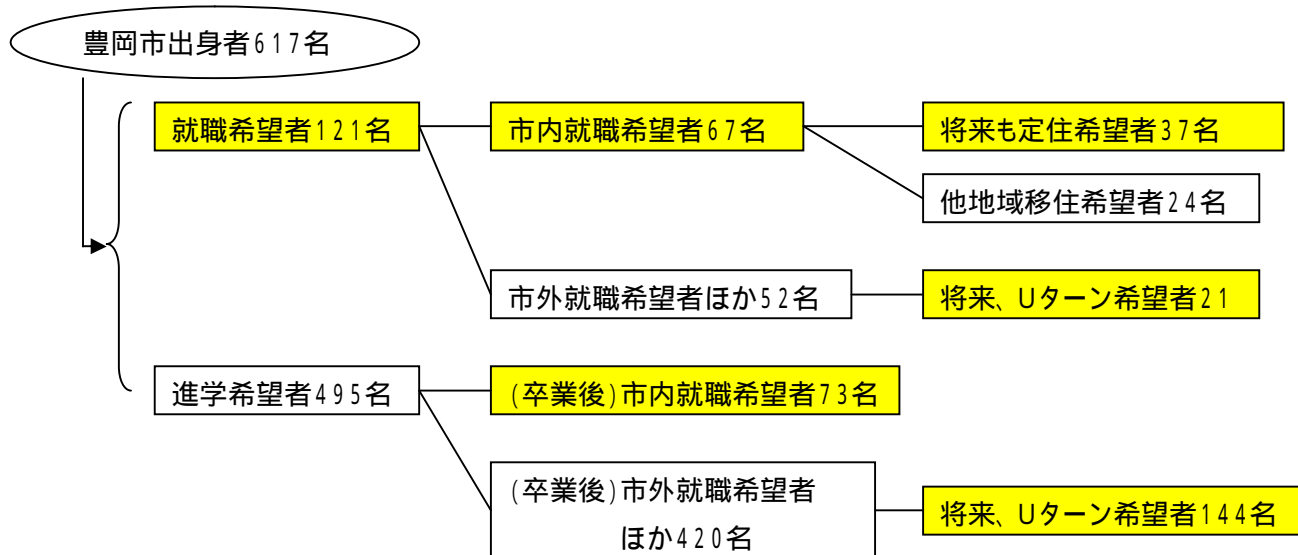 豊岡市出身者617名
就職希望者121名
市内就職希望者67名
将来も定住希望者37名
他地域移住希望者24名
市外就職希望者ほか52名
将来、Uターン希望者21
進学希望者495名
(卒業後)市内就職希望者73名
(卒業後)市外就職希望者
ほか420名
将来、Uターン希望者144名